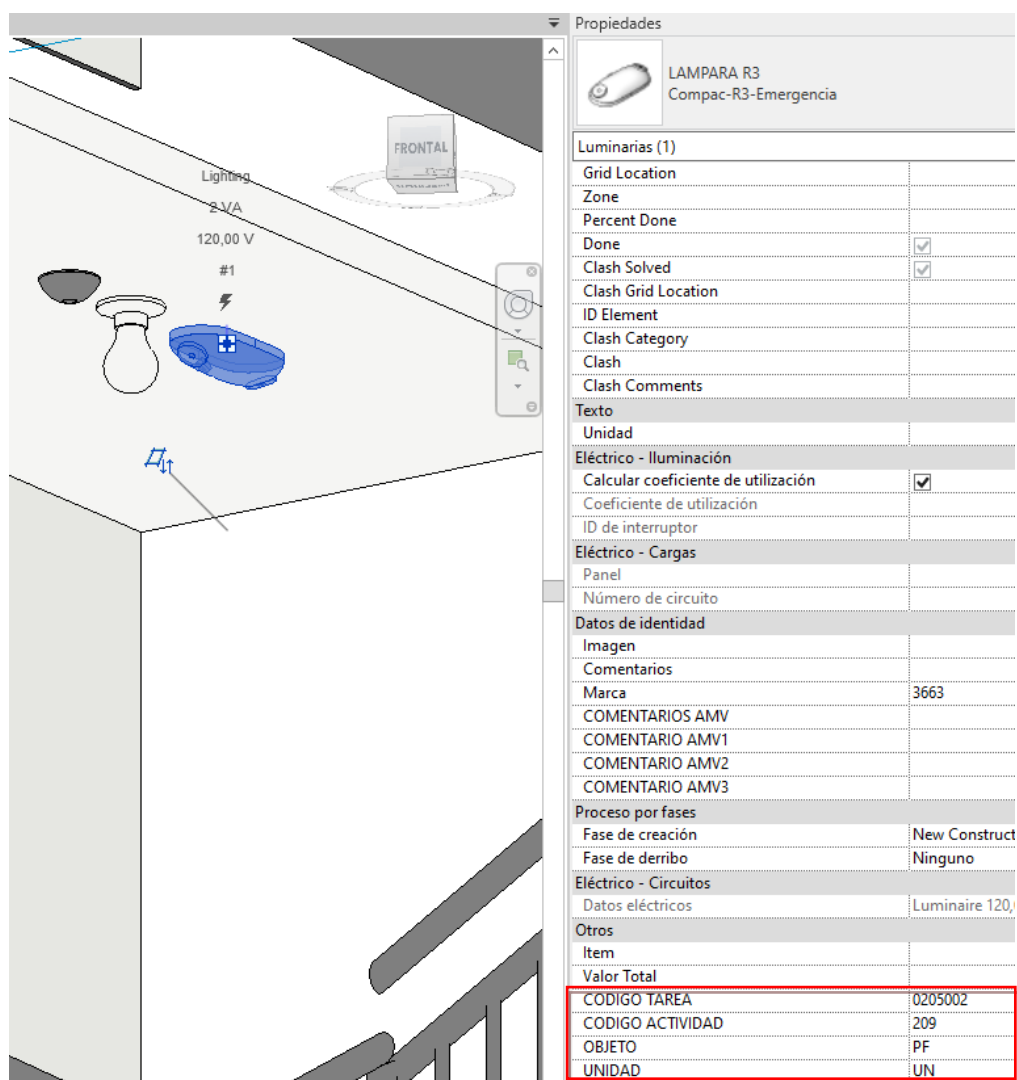 Propiedades
LAMPARA R3
Compac-R3-Emergencia
FRONTAL
Lighting
2 VA
120,00 V
#1
Luminarias (1)
Grid Location
Zone
Percent Done
Done
Clash Solved
Clash Grid Location
ID Element
Clash Category
Clash
Clash Comments
Texto
Unidad
Eléctrico - Iluminación
Calcular coeficiente de utilización
Coeficiente de utilización
ID de interruptor
Eléctrico - Cargas
Panel
Número de circuito
Datos de identidad
Imagen
Comentarios
Marca 3663
COMENTARIOS AMV
COMENTARIO AMV1
COMENTARIO AMV2
COMENTARIO AMV3
Proceso por fases
Fase de creación New Construct
Fase de derribo Ninguno
Eléctrico - Circuitos
Datos eléctricos Luminaire 120,
Otros
Item
Valor Total
CODIGO TAREA 0205002
CODIGO ACTIVIDAD 209
OBJETO PF
UNIDAD UN